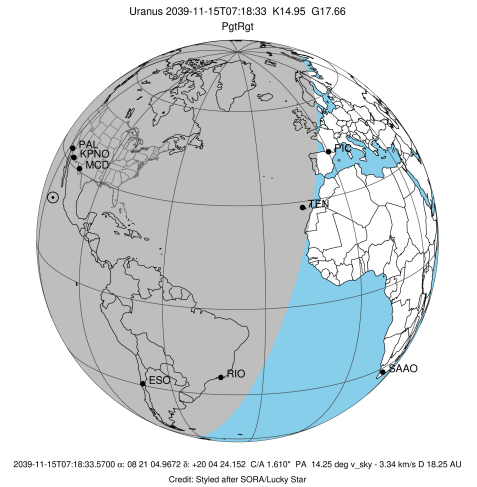 Uranus 2039-11-15T07:18:33 K14.95 G17.66
PgtRgt
PAL
KPNO
MCD
PIC
TEN
SAAO
RIO
ESO
2039-11-15T07:18:33.5700 α: 08 21 04.9672 δ: +20 04 24.152 C/A 1.610" PA 14.25 deg v_sky - 3.34 km/s D 18.25 AU
Credit: Styled after SORA/Lucky Star